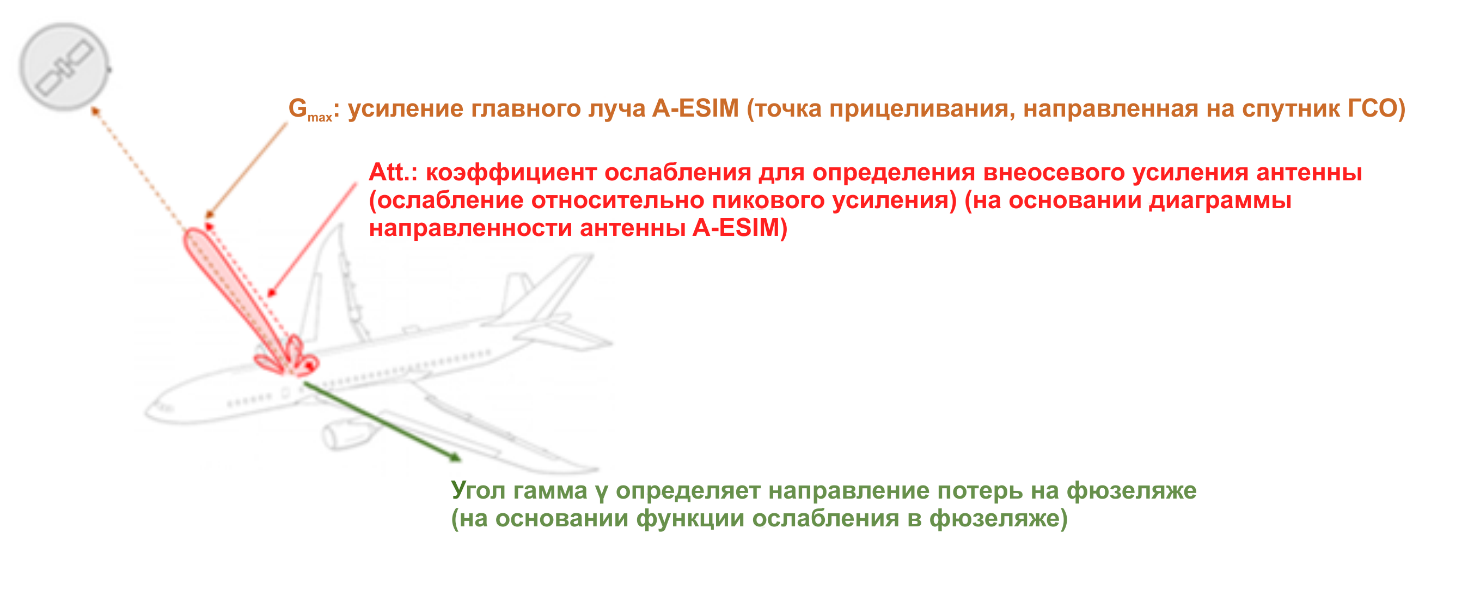 Gmax: усиление главного луча A-ESIM (точка прицеливания, направленная на спутник ГСО)
Att.: коэффициент ослабления для определения внеосевого усиления антенны
(ослабление относительно пикового усиления) (на основании диаграммы
направленности антенны A-ESIM)
Угол гамма γ определяет направление потерь на фюзеляже
(на основании функции ослабления в фюзеляже)